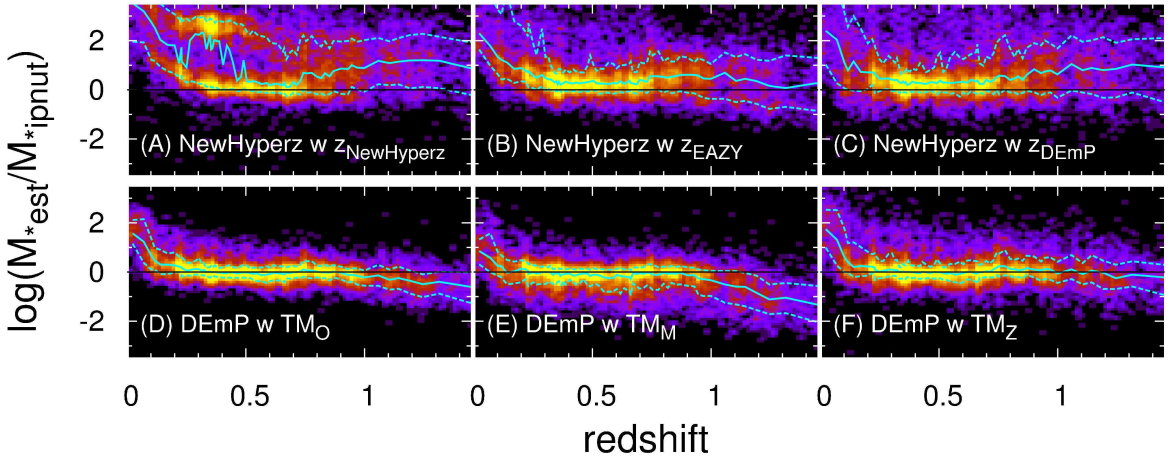 log(M*est/M*ipnut)
2
0
-2
(A) NewHyperz w zNewHyperz
(B) NewHyperz w zEAZY
(C) NewHyperz w zDEmP
2
0
-2
(D) DEmP w TMO
(E) DEmP w TMM
(F) DEmP w TMZ
0 0.5 1
0 0.5 1
0 0.5 1
redshift